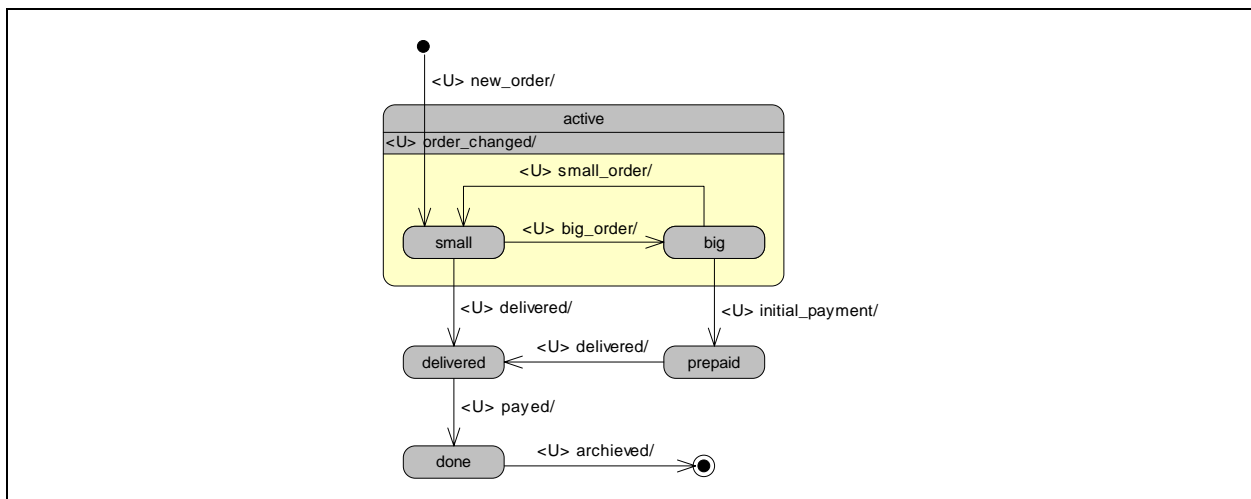 <U> new_order/
active
<U> order_changed/
<U> small_order/
small
<U> big_order/
big
<U> delivered/
<U> initial_payment/
delivered
<U> delivered/
prepaid
<U> payed/
done
<U> archieved/